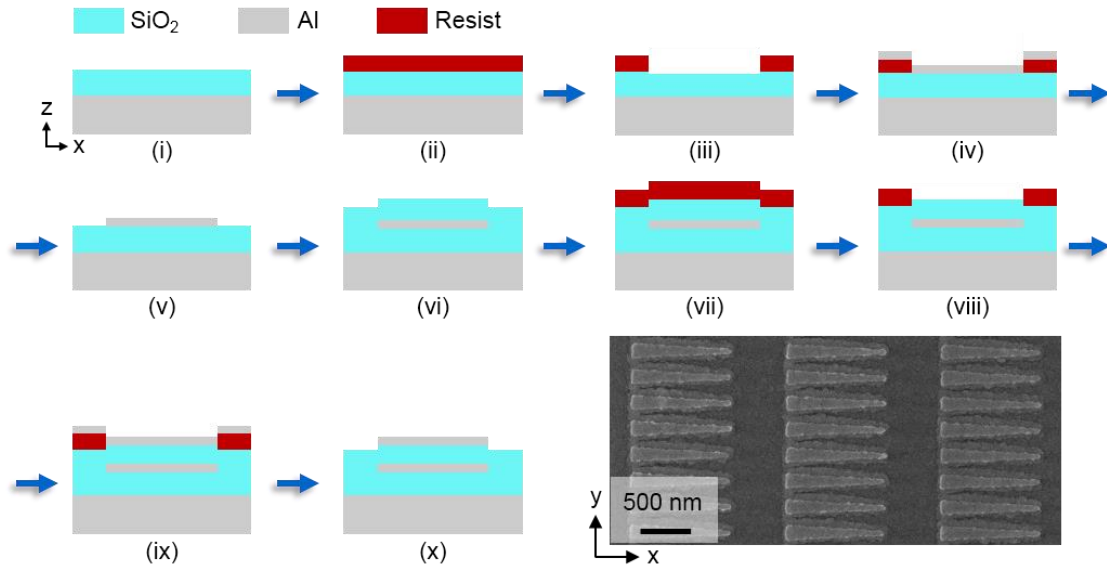 SiO₂ Al Resist
z
x
(i) (ii) (iii) (iv)
(v) (vi) (vii) (viii)
500 nm
y
x
(ix) (x)